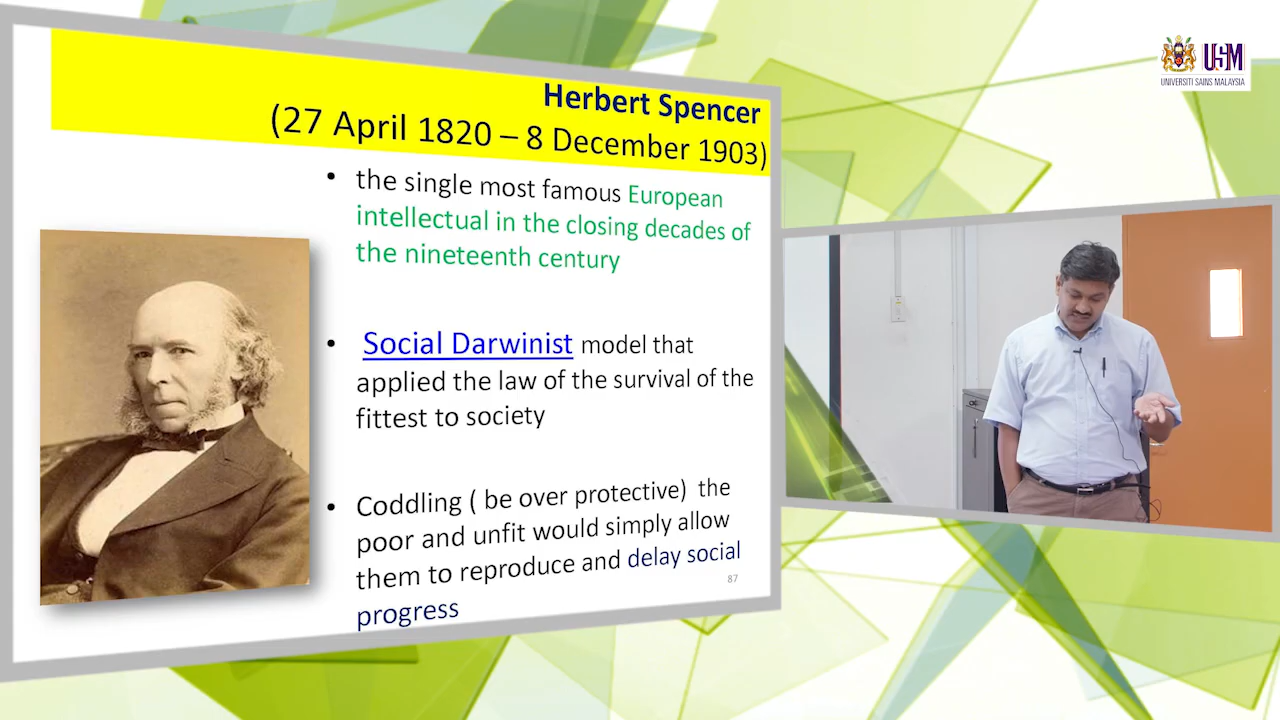 Herbert Spencer
(27 April 1820 – 8 December 1903)
• the single most famous European
intellectual in the closing decades of
the nineteenth century
• Social Darwinist model that
applied the law of the survival of the
fittest to society
• Coddling ( be over protective) the
poor and unfit would simply allow
them to reproduce and delay social
progress
87
USM
UNIVERSITI SAINS MALAYSIA